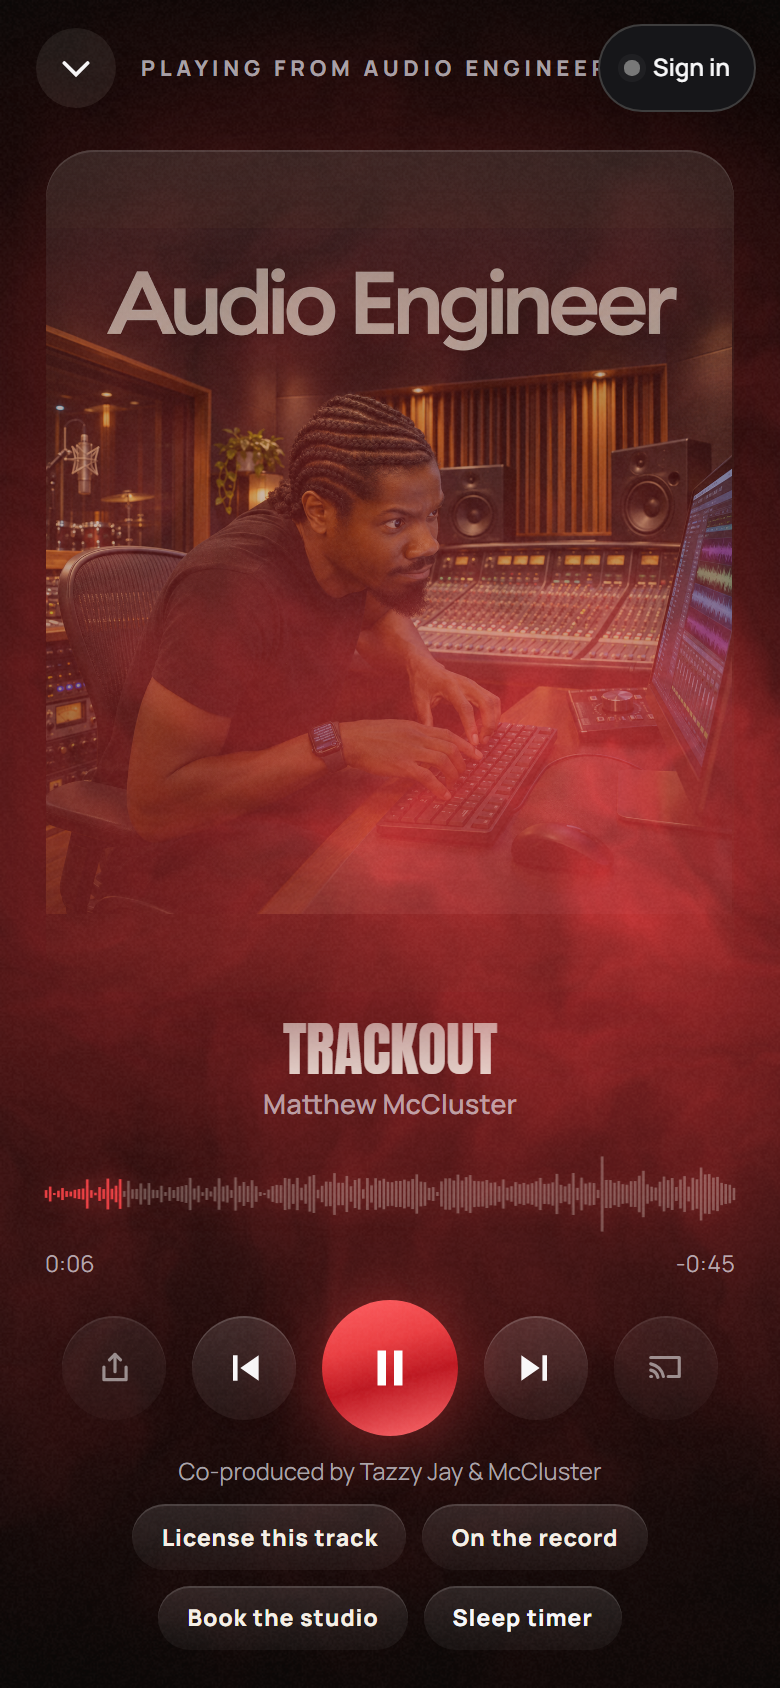 PLAYING FROM AUDIO ENGINEER
Sign in
Audio Engineer
TRACKOUT
Matthew McCluster
0:06
-0:45
Co-produced by Tazzy Jay & McCluster
License this track
On the record
Book the studio
Sleep timer